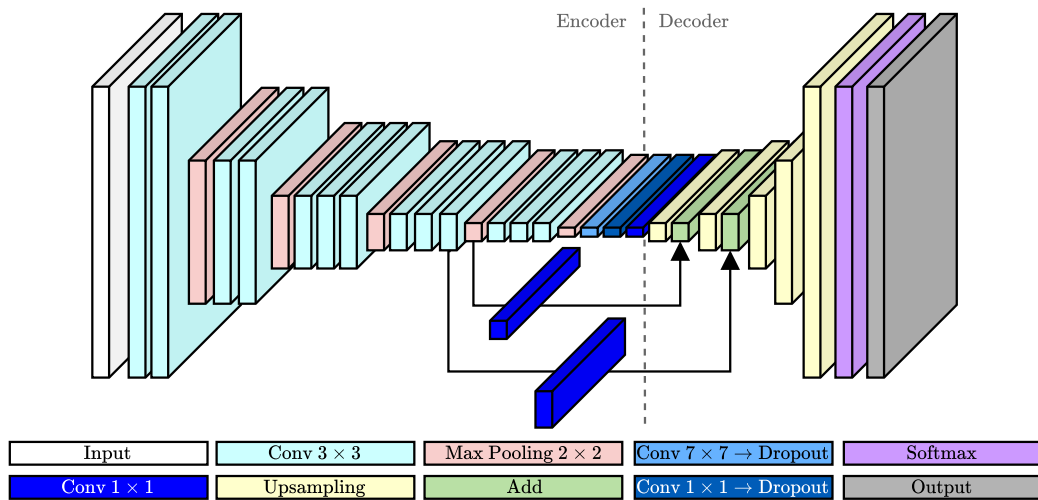 Encoder Decoder
Input Conv 3 × 3 Max Pooling 2 × 2 Conv 7 × 7 → Dropout Softmax
Conv 1 × 1 Upsampling Add Conv 1 × 1 → Dropout Output